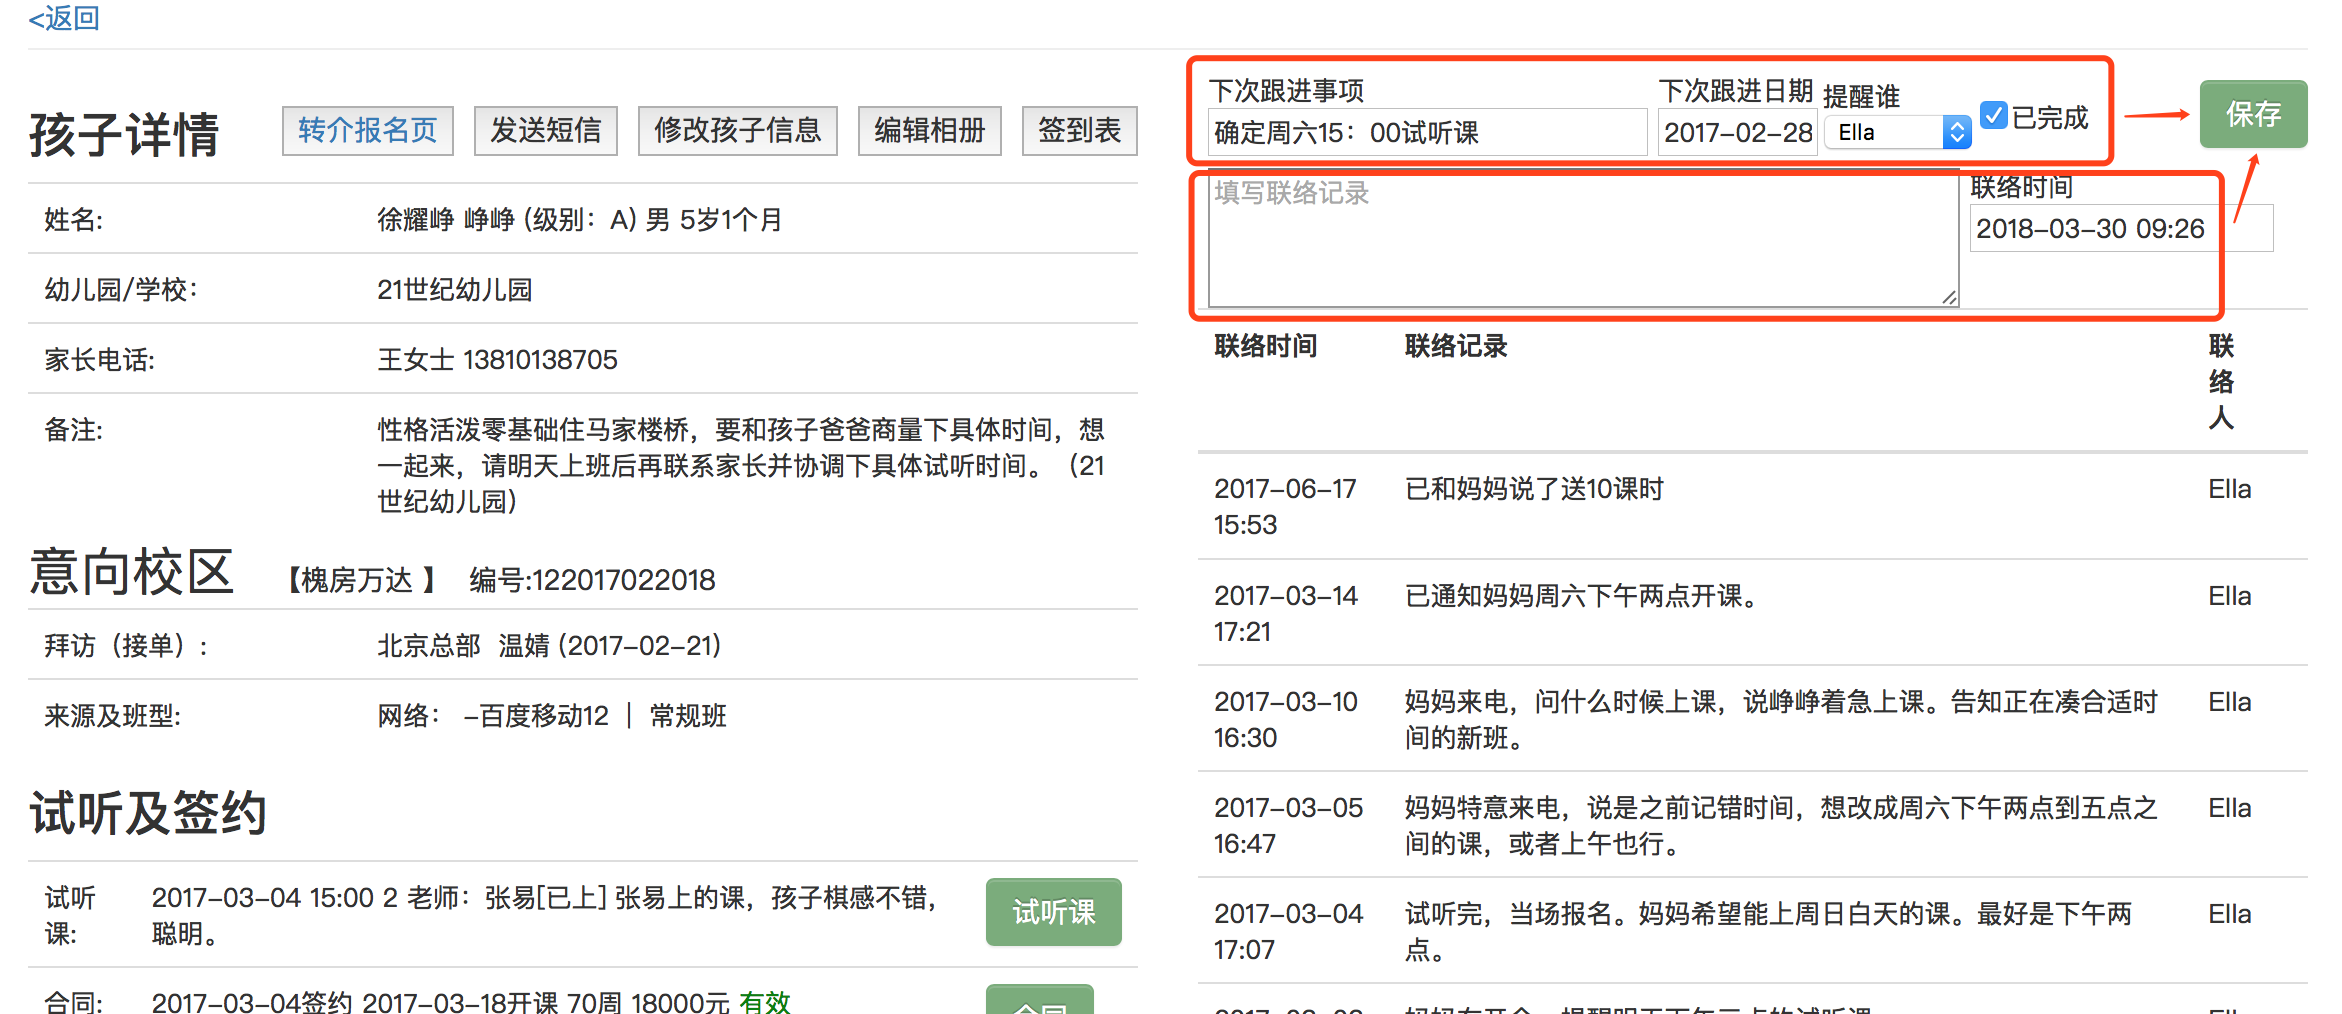 <返回
孩子详情
转介报名页
发送短信
修改孩子信息
编辑相册
签到表
姓名:
徐耀峥 峥峥 (级别：A) 男 5岁1个月
幼儿园/学校：
21世纪幼儿园
家长电话:
王女士 13810138705
备注:
性格活泼零基础住马家楼桥，要和孩子爸爸商量下具体时间，想
一起来，请明天上班后再联系家长并协调下具体试听时间。（21
世纪幼儿园）
意向校区
【槐房万达 】 编号:122017022018
拜访（接单）:
北京总部 温婧 (2017-02-21)
来源及班型:
网络： -百度移动12 | 常规班
试听及签约
试听
课:
2017-03-04 15:00 2 老师：张易[已上] 张易上的课，孩子棋感不错，
聪明。
试听课
合同:
2017-03-04签约 2017-03-18开课 70周 18000元 有效
合同
下次跟进事项
下次跟进日期
提醒谁
确定周六15：00试听课
2017-02-28
Ella
已完成
保存
填写联络记录
联络时间
2018-03-30 09:26
联络时间
联络记录
联
络
人
2017-06-17
15:53
已和妈妈说了送10课时
Ella
2017-03-14
17:21
已通知妈妈周六下午两点开课。
Ella
2017-03-10
16:30
妈妈来电，问什么时候上课，说峥峥着急上课。告知正在凑合适时
间的新班。
Ella
2017-03-05
16:47
妈妈特意来电，说是之前记错时间，想改成周六下午两点到五点之
间的课，或者上午也行。
Ella
2017-03-04
17:07
试听完，当场报名。妈妈希望能上周日白天的课。最好是下午两
点。
Ella